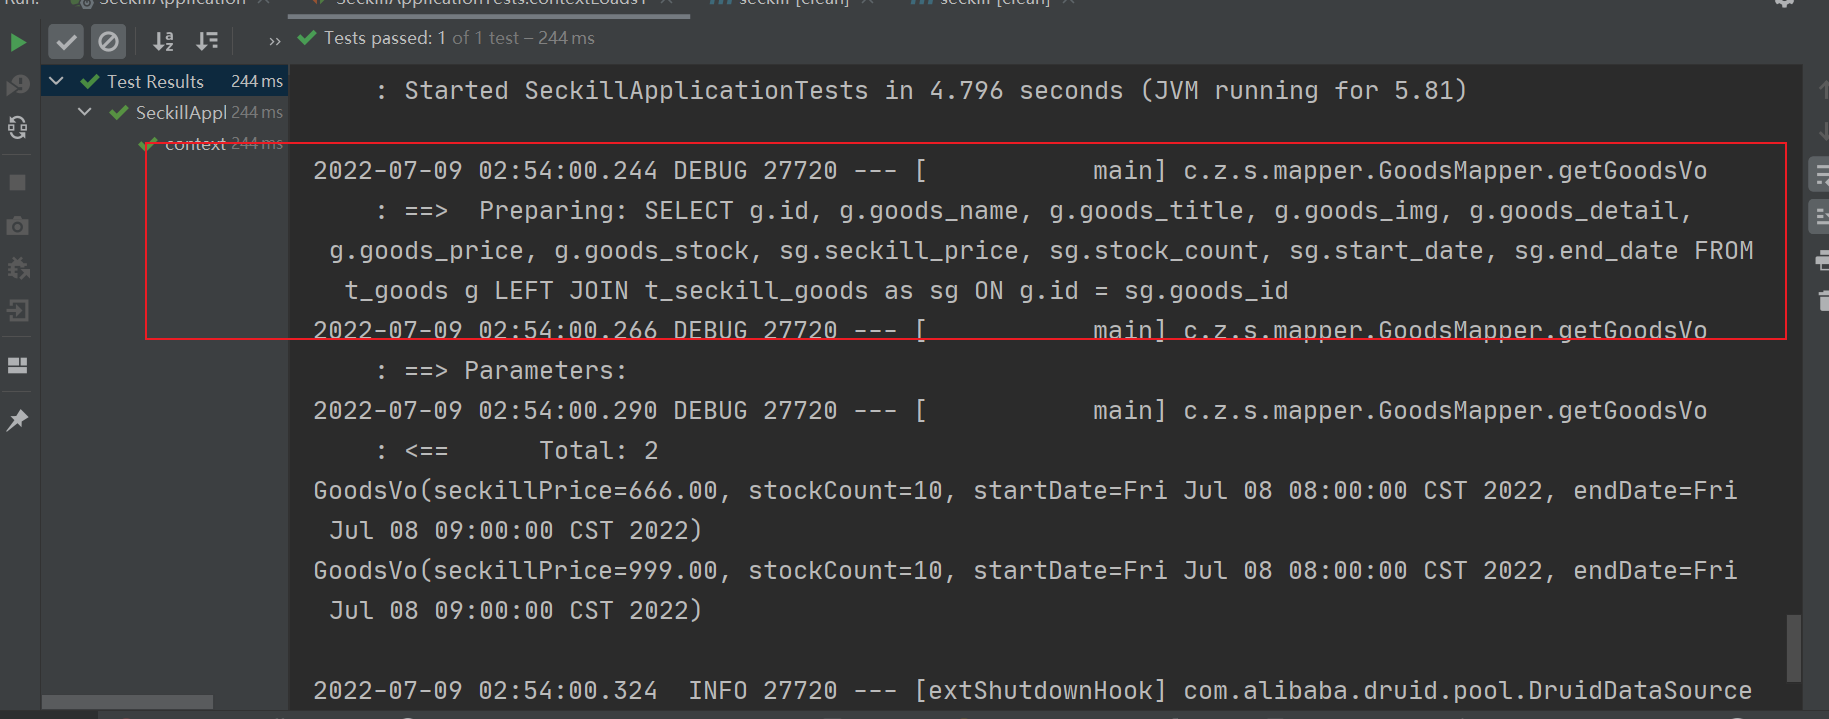 Run:
SeckillApplication
SeckillApplicationTests.contextLoads1
seckill [clean]
seckill [clean]
Tests passed: 1 of 1 test – 244 ms
Test Results 244 ms
SeckillAppl 244 ms
context 244 ms
: Started SeckillApplicationTests in 4.796 seconds (JVM running for 5.81)
2022-07-09 02:54:00.244 DEBUG 27720 --- [           main] c.z.s.mapper.GoodsMapper.getGoodsVo
: ==>  Preparing: SELECT g.id, g.goods_name, g.goods_title, g.goods_img, g.goods_detail,
g.goods_price, g.goods_stock, sg.seckill_price, sg.stock_count, sg.start_date, sg.end_date FROM
t_goods g LEFT JOIN t_seckill_goods as sg ON g.id = sg.goods_id
2022-07-09 02:54:00.266 DEBUG 27720 --- [           main] c.z.s.mapper.GoodsMapper.getGoodsVo
: ==> Parameters:
2022-07-09 02:54:00.290 DEBUG 27720 --- [           main] c.z.s.mapper.GoodsMapper.getGoodsVo
: <==      Total: 2
GoodsVo(seckillPrice=666.00, stockCount=10, startDate=Fri Jul 08 08:00:00 CST 2022, endDate=Fri
Jul 08 09:00:00 CST 2022)
GoodsVo(seckillPrice=999.00, stockCount=10, startDate=Fri Jul 08 08:00:00 CST 2022, endDate=Fri
Jul 08 09:00:00 CST 2022)
2022-07-09 02:54:00.324  INFO 27720 --- [extShutdownHook] com.alibaba.druid.pool.DruidDataSource